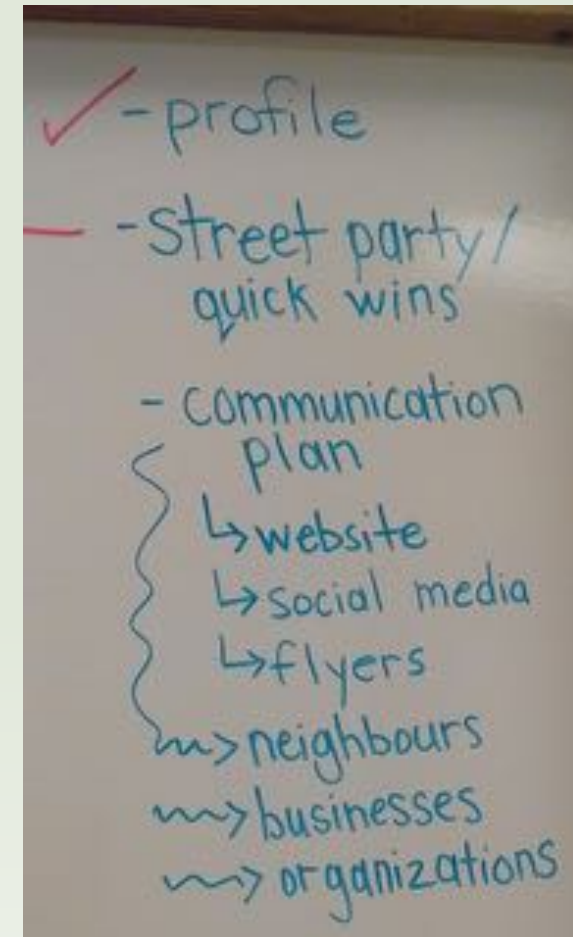 ✓ - profile
- - Street party/
quick wins
- communication
plan
↳ website
↳ social media
↳ flyers
~~> neighbours
~~> businesses
~~> organizations